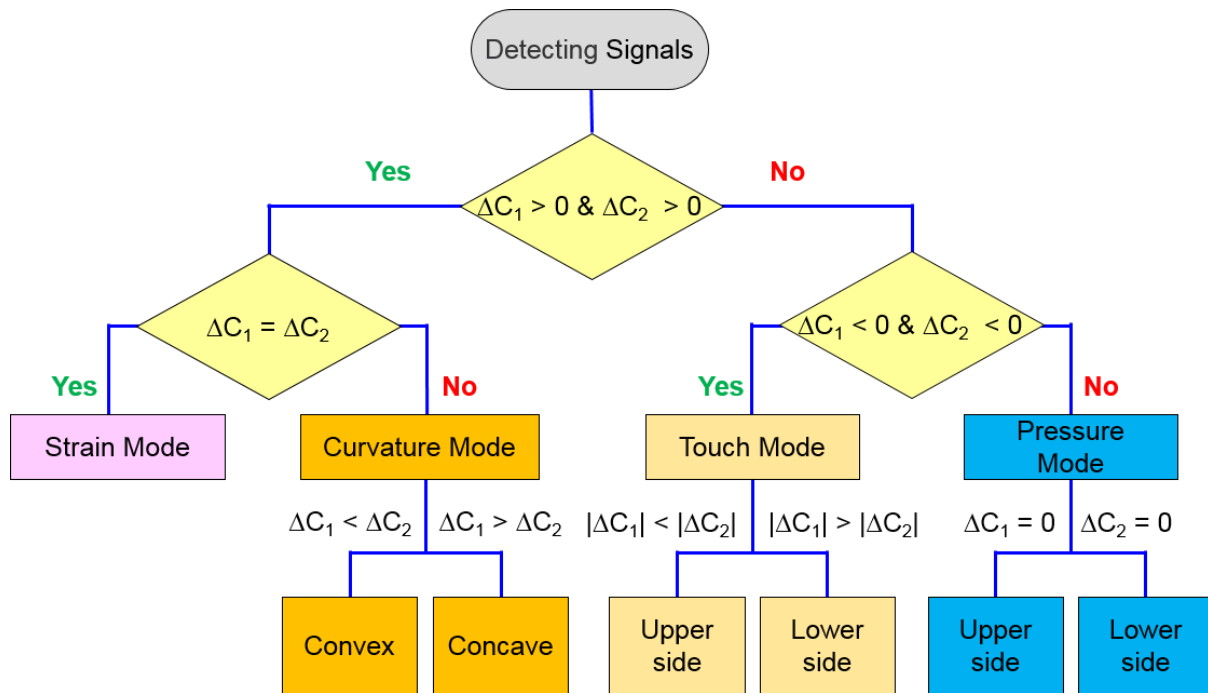 Detecting Signals
Yes
No
ΔC₁ > 0 & ΔC₂ > 0
ΔC₁ = ΔC₂
ΔC₁ < 0 & ΔC₂ < 0
Yes
No
Yes
No
Strain Mode
Curvature Mode
Touch Mode
Pressure
Mode
ΔC₁ < ΔC₂
ΔC₁ > ΔC₂
|ΔC₁| < |ΔC₂|
|ΔC₁| > |ΔC₂|
ΔC₁ = 0
ΔC₂ = 0
Convex
Concave
Upper
side
Lower
side
Upper
side
Lower
side